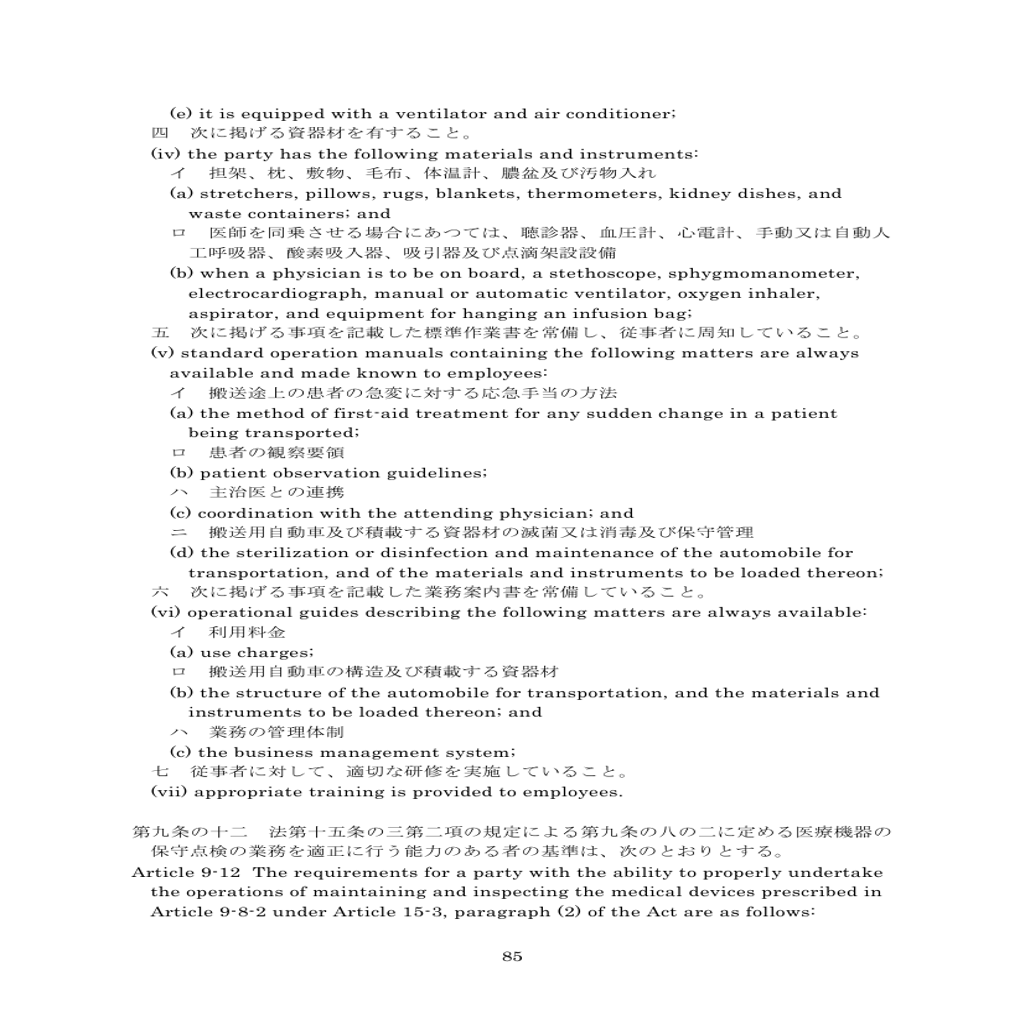 (e) it is equipped with a ventilator and air conditioner;
四　次に掲げる資器材を有すること。
(iv) the party has the following materials and instruments:
イ　担架、枕、敷物、毛布、体温計、膿盆及び汚物入れ
(a) stretchers, pillows, rugs, blankets, thermometers, kidney dishes, and
waste containers; and
ロ　医師を同乗させる場合にあつては、聴診器、血圧計、心電計、手動又は自動人
工呼吸器、酸素吸入器、吸引器及び点滴架設設備
(b) when a physician is to be on board, a stethoscope, sphygmomanometer,
electrocardiograph, manual or automatic ventilator, oxygen inhaler,
aspirator, and equipment for hanging an infusion bag;
五　次に掲げる事項を記載した標準作業書を常備し、従事者に周知していること。
(v) standard operation manuals containing the following matters are always
available and made known to employees:
イ　搬送途上の患者の急変に対する応急手当の方法
(a) the method of first-aid treatment for any sudden change in a patient
being transported;
ロ　患者の観察要領
(b) patient observation guidelines;
ハ　主治医との連携
(c) coordination with the attending physician; and
ニ　搬送用自動車及び積載する資器材の滅菌又は消毒及び保守管理
(d) the sterilization or disinfection and maintenance of the automobile for
transportation, and of the materials and instruments to be loaded thereon;
六　次に掲げる事項を記載した業務案内書を常備していること。
(vi) operational guides describing the following matters are always available:
イ　利用料金
(a) use charges;
ロ　搬送用自動車の構造及び積載する資器材
(b) the structure of the automobile for transportation, and the materials and
instruments to be loaded thereon; and
ハ　業務の管理体制
(c) the business management system;
七　従事者に対して、適切な研修を実施していること。
(vii) appropriate training is provided to employees.
第九条の十二　法第十五条の三第二項の規定による第九条の八の二に定める医療機器の
保守点検の業務を適正に行う能力のある者の基準は、次のとおりとする。
Article 9-12 The requirements for a party with the ability to properly undertake
the operations of maintaining and inspecting the medical devices prescribed in
Article 9-8-2 under Article 15-3, paragraph (2) of the Act are as follows:
85